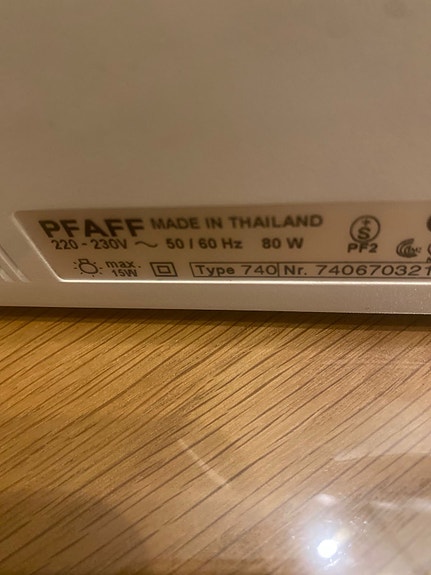 PFAFF MADE IN THAILAND
220 - 230V ~ 50 / 60 Hz 80 W
S
PF2
max.
15W
Type 740 Nr. 740670321